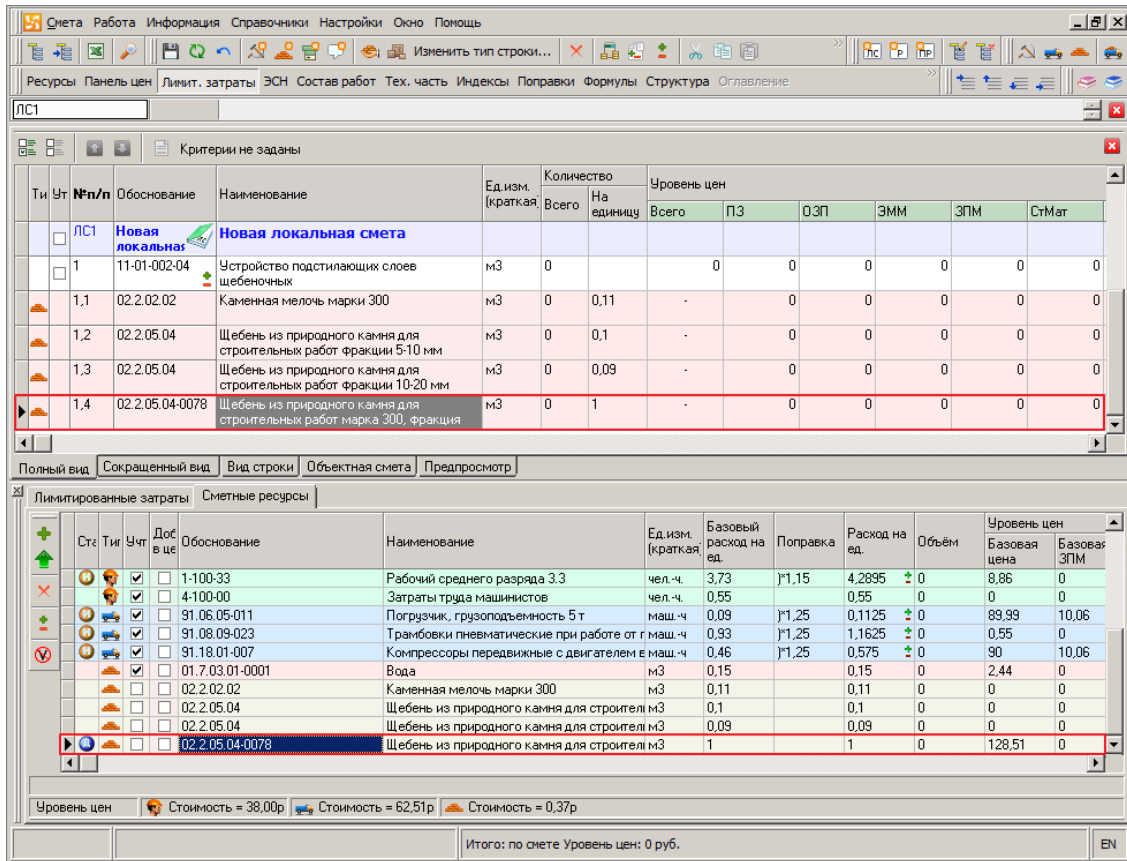 Смета Работа Информация Справочники Настройки Окно Помощь
Изменить тип строки...
Ресурсы Панель цен Лимит. затраты ЭСН Состав работ Тех. часть Индексы Поправки Формулы Структура Оглавление
ЛС1
Критерии не заданы
Ти Ут №п/п Обоснование Наименование Ед.изм. (краткая) Количество Уровень цен
Всего На единицу Всего ПЗ ОЗП ЭММ ЗПМ СтМат
ЛС1 Новая локальная Новая локальная смета
1 11-01-002-04 Устройство подстилающих слоев щебеночных м3 0 0 0 0 0 0 0
1,1 02.2.02.02 Каменная мелочь марки 300 м3 0 0,11 - 0 0 0 0 0
1,2 02.2.05.04 Щебень из природного камня для строительных работ фракции 5-10 мм м3 0 0,1 - 0 0 0 0 0
1,3 02.2.05.04 Щебень из природного камня для строительных работ фракции 10-20 мм м3 0 0,09 - 0 0 0 0 0
1,4 02.2.05.04-0078 Щебень из природного камня для строительных работ марка 300, фракция м3 0 1 - 0 0 0 0 0
Полный вид Сокращенный вид Вид строки Объектная смета Предпросмотр
Лимитированные затраты Сметные ресурсы
Ста Тип Учт Доб в це Обоснование Наименование Ед.изм. (краткая) Базовый расход на ед. Поправка Расход на ед. Объём Уровень цен
Базовая цена Базовая ЗПМ
1-100-33 Рабочий среднего разряда 3.3 чел.-ч. 3,73 )*1,15 4,2895 0 8,86 0
4-100-00 Затраты труда машинистов чел.-ч. 0,55 0,55 0 0 0
91.06.05-011 Погрузчик, грузоподъемность 5 т маш.-ч 0,09 )*1,25 0,1125 0 89,99 10,06
91.08.09-023 Трамбовки пневматические при работе от г маш.-ч 0,93 )*1,25 1,1625 0 0,55 0
91.18.01-007 Компрессоры передвижные с двигателем в маш.-ч 0,46 )*1,25 0,575 0 90 10,06
01.7.03.01-0001 Вода м3 0,15 0,15 0 2,44 0
02.2.02.02 Каменная мелочь марки 300 м3 0,11 0,11 0 0 0
02.2.05.04 Щебень из природного камня для строител м3 0,1 0,1 0 0 0
02.2.05.04 Щебень из природного камня для строител м3 0,09 0,09 0 0 0
02.2.05.04-0078 Щебень из природного камня для строител м3 1 1 0 128,51 0
Уровень цен Стоимость = 38,00р Стоимость = 62,51р Стоимость = 0,37р
Итого: по смете Уровень цен: 0 руб. EN